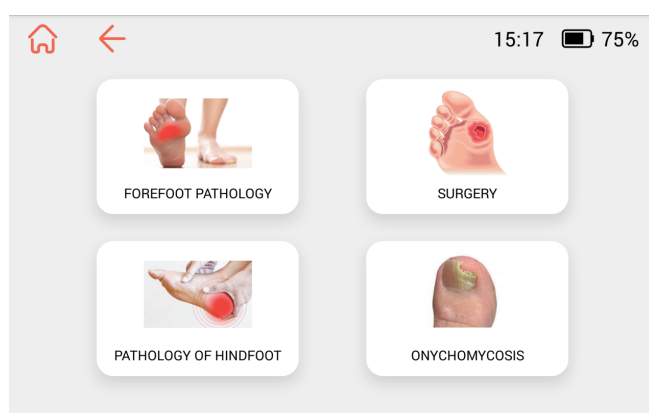 15:17 75%
FOREFOOT PATHOLOGY
SURGERY
PATHOLOGY OF HINDFOOT
ONYCHOMYCOSIS